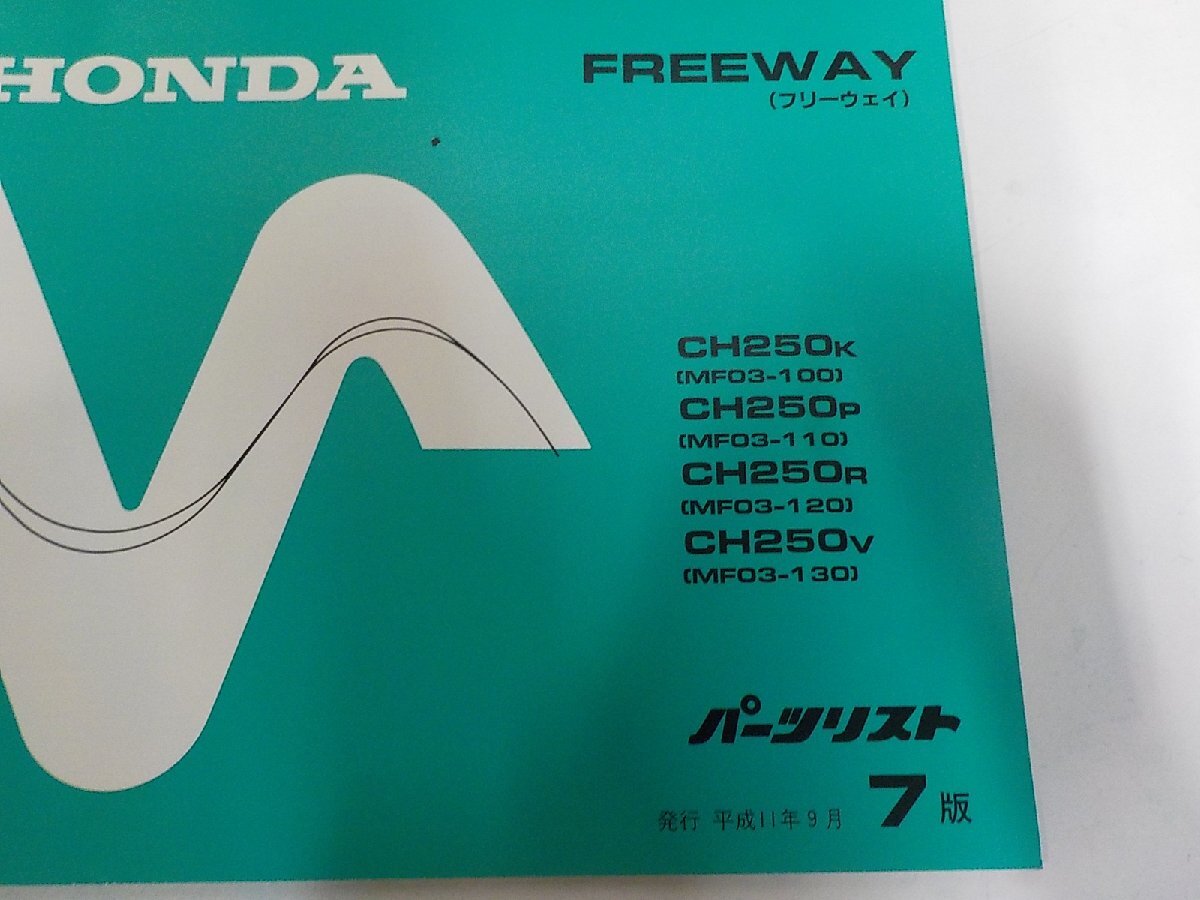 HONDA
FREEWAY
(フリーウェイ)
CH250K
(MF03-100)
CH250P
(MF03-110)
CH250R
(MF03-120)
CH250V
(MF03-130)
パーツリスト
発行 平成11年9月 7版